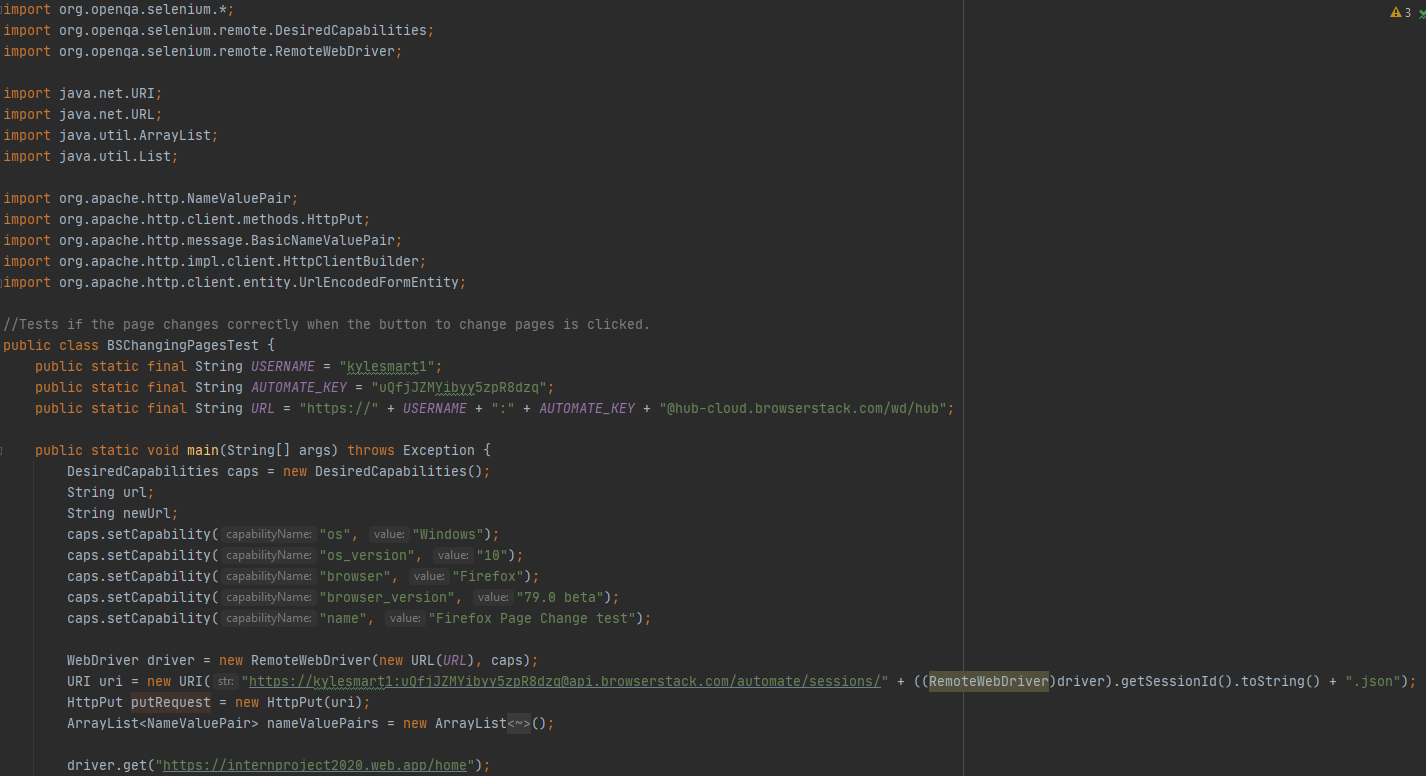 import org.openqa.selenium.*;
3
import org.openqa.selenium.remote.DesiredCapabilities;
import org.openqa.selenium.remote.RemoteWebDriver;
import java.net.URI;
import java.net.URL;
import java.util.ArrayList;
import java.util.List;
import org.apache.http.NameValuePair;
import org.apache.http.client.methods.HttpPut;
import org.apache.http.message.BasicNameValuePair;
import org.apache.http.impl.client.HttpClientBuilder;
import org.apache.http.client.entity.UrlEncodedFormEntity;
//Tests if the page changes correctly when the button to change pages is clicked.
public class BSChangingPagesTest {
public static final String USERNAME = "kylesmart1";
public static final String AUTOMATE_KEY = "uQfjJZMYibyy5zpR8dzq";
public static final String URL = "https://" + USERNAME + ":" + AUTOMATE_KEY + "@hub-cloud.browserstack.com/wd/hub";
public static void main(String[] args) throws Exception {
DesiredCapabilities caps = new DesiredCapabilities();
String url;
String newUrl;
caps.setCapability( capabilityName: "os", value: "Windows");
caps.setCapability( capabilityName: "os_version", value: "10");
caps.setCapability( capabilityName: "browser", value: "Firefox");
caps.setCapability( capabilityName: "browser_version", value: "79.0 beta");
caps.setCapability( capabilityName: "name", value: "Firefox Page Change test");
WebDriver driver = new RemoteWebDriver(new URL(URL), caps);
URI uri = new URI( str: "https://kylesmart1:uQfjJZMYibyy5zpR8dzq@api.browserstack.com/automate/sessions/" + ((RemoteWebDriver)driver).getSessionId().toString() + ".json");
HttpPut putRequest = new HttpPut(uri);
ArrayList<NameValuePair> nameValuePairs = new ArrayList<~>();
driver.get("https://internproject2020.web.app/home");